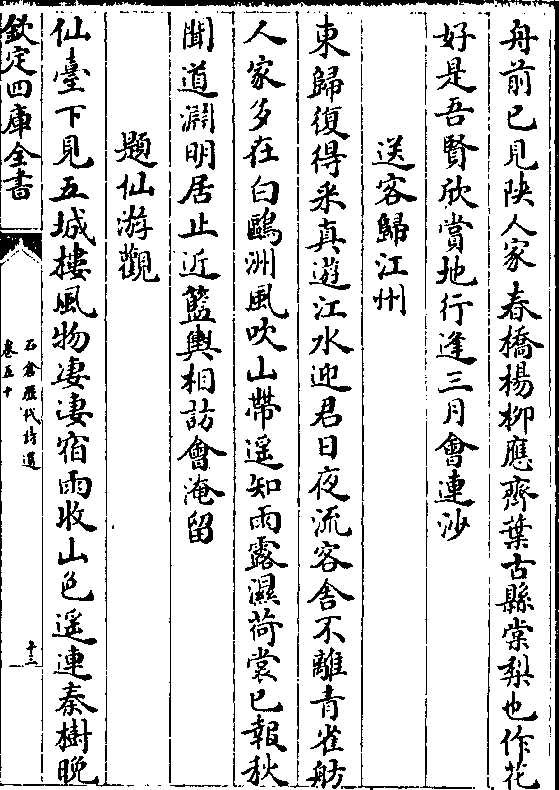 舟前已見陜人家春橋楊柳應齊葉古縣棠梨也作花
好是吾賢欣賞地行逢三月會連沙
送客歸江州
東歸復得采真遊江水迎君日夜流客舍不離青雀舫
人家多在白鷗洲風吹山帶遥知雨露濕荷裳已報秋
聞道淵明居止近籃輿相訪會淹留
題仙游觀
仙臺下見五城樓風物凄凄宿雨收山色遥連秦樹晚
欽定四庫全書
石倉歷代詩選
卷五十
十三